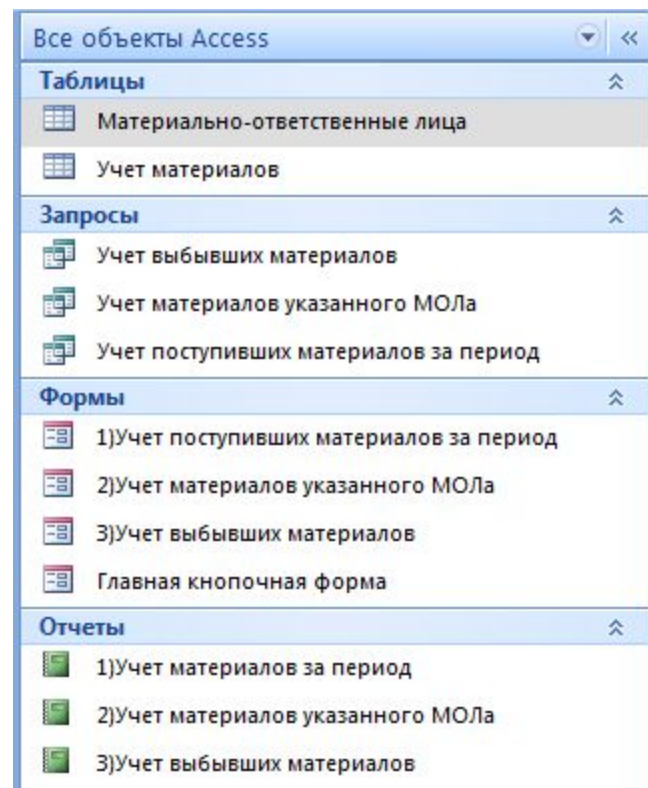 Все объекты Access
Таблицы
Материально-ответственные лица
Учет материалов
Запросы
Учет выбывших материалов
Учет материалов указанного МОЛа
Учет поступивших материалов за период
Формы
1)Учет поступивших материалов за период
2)Учет материалов указанного МОЛа
3)Учет выбывших материалов
Главная кнопочная форма
Отчеты
1)Учет материалов за период
2)Учет материалов указанного МОЛа
3)Учет выбывших материалов